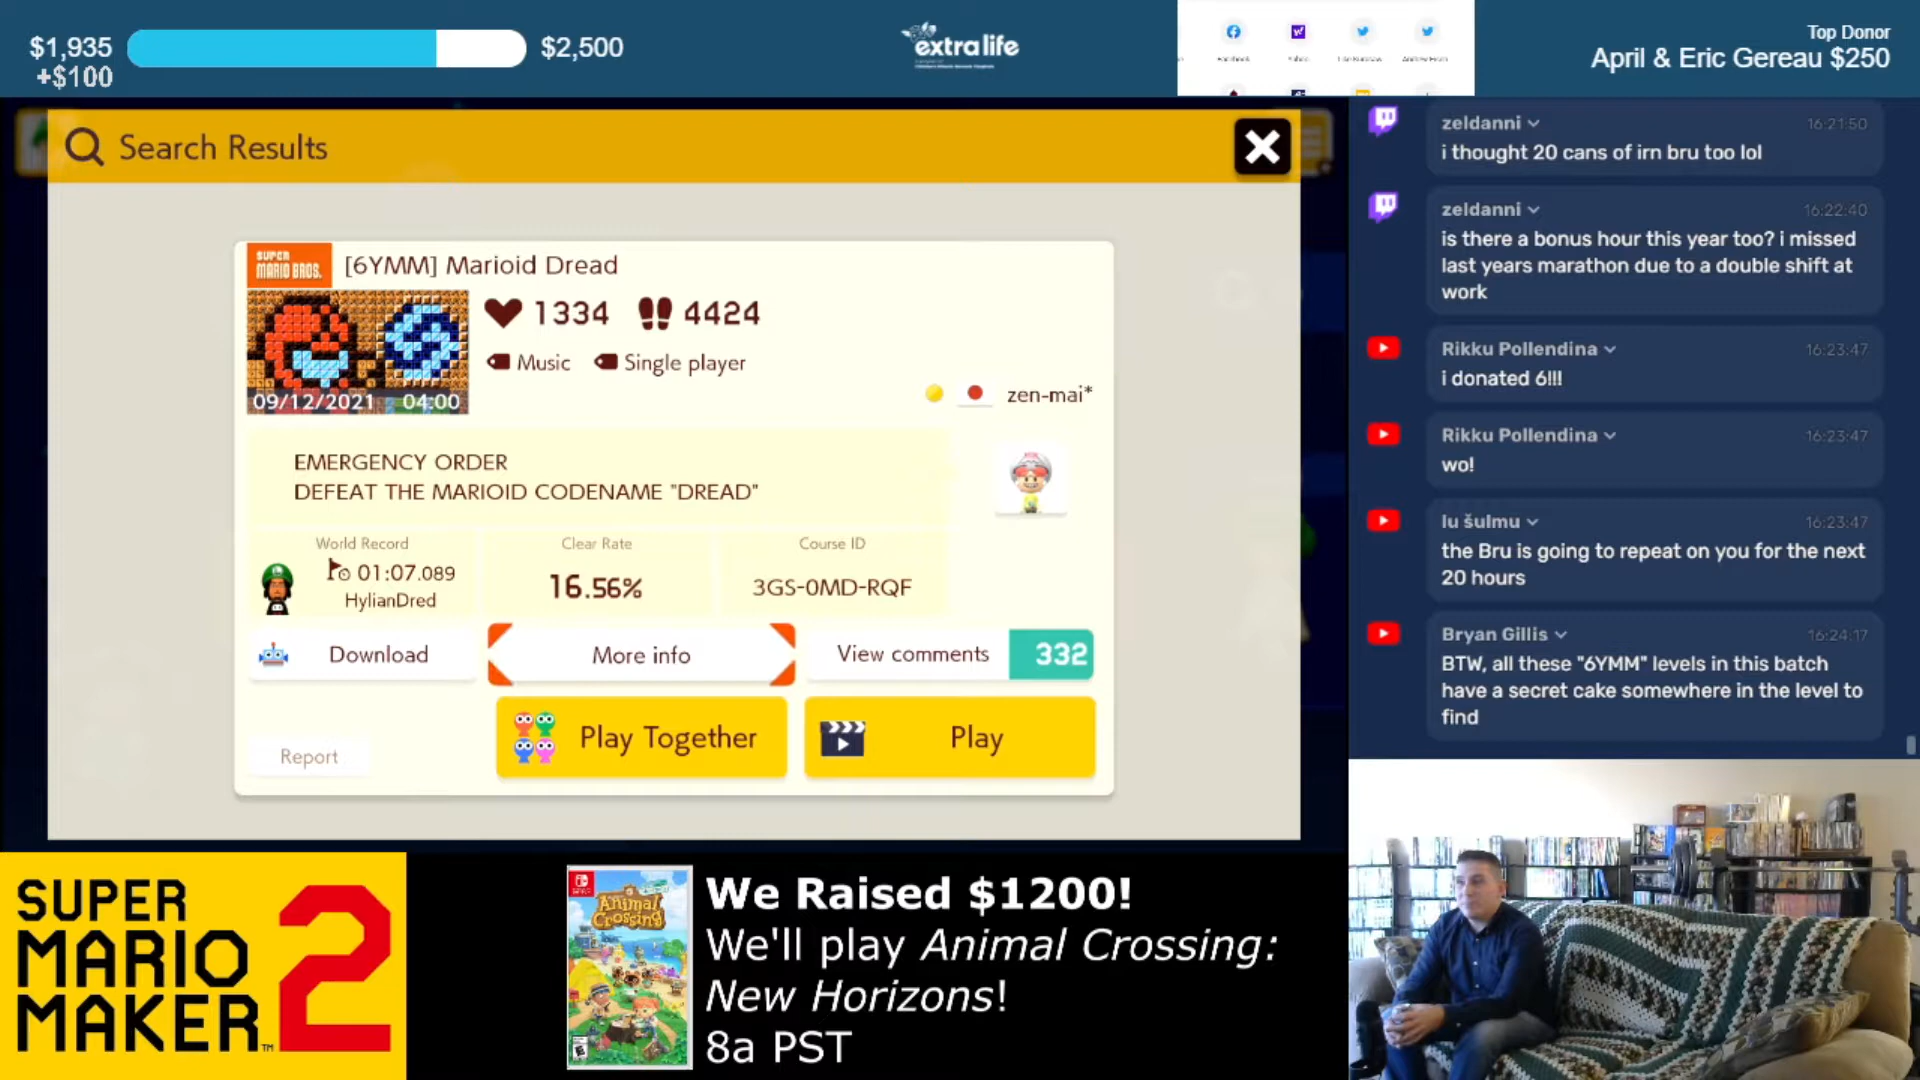 $1,935
+$100
$2,500
extralife
Facebook
Yahoo
Top Donor
April & Eric Gereau $250
Search Results
SUPER
MARIO BROS.
[6YMM] Marioid Dread
1334
4424
Music
Single player
09/12/2021 04:00
zen-mai*
EMERGENCY ORDER
DEFEAT THE MARIOID CODENAME "DREAD"
World Record
01:07.089
HylianDred
Clear Rate
16.56%
Course ID
3GS-0MD-RQF
Download
More info
View comments
332
Report
Play Together
Play
zeldanni
16:21:50
i thought 20 cans of irn bru too lol
zeldanni
16:22:40
is there a bonus hour this year too? i missed
last years marathon due to a double shift at
work
Rikku Pollendina
16:23:47
i donated 6!!!
Rikku Pollendina
16:23:47
wo!
lu šulmu
16:23:47
the Bru is going to repeat on you for the next
20 hours
Bryan Gillis
16:24:17
BTW, all these "6YMM" levels in this batch
have a secret cake somewhere in the level to
find
SUPER
MARIO
MAKER
2
TM
Animal
Crossing
We Raised $1200!
We'll play Animal Crossing:
New Horizons!
8a PST